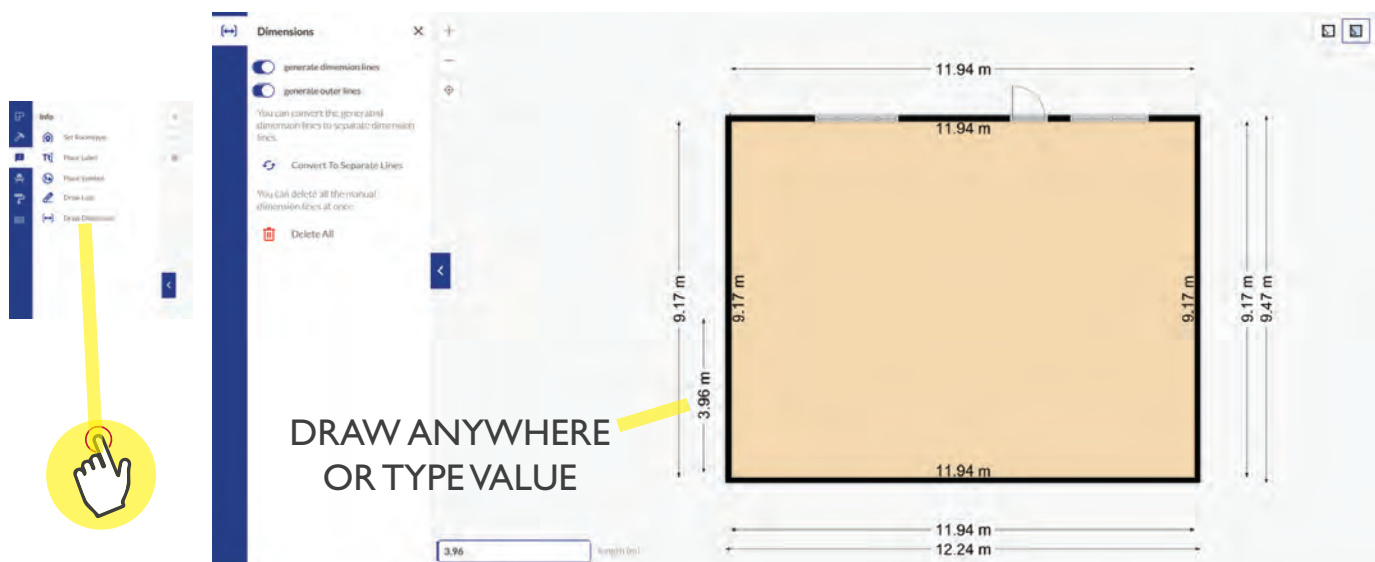 Info
Set Roomtype
Place Label
Place Symbol
Draw Line
Draw Dimension
Dimensions
generate dimension lines
generate outer lines
You can convert the generated
dimension lines to separate dimension
lines.
Convert To Separate Lines
You can delete all the manual
dimension lines at once.
Delete All
11.94 m
11.94 m
9.17 m
9.17 m
9.17 m
9.17 m
9.47 m
3.96 m
DRAW ANYWHERE
OR TYPE VALUE
11.94 m
11.94 m
12.24 m
3.96
length (m)